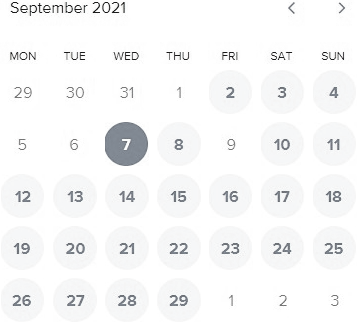 September 2021
MON TUE WED THU FRI SAT SUN
29 30 31 1 2 3 4
5 6 7 8 9 10 11
12 13 14 15 16 17 18
19 20 21 22 23 24 25
26 27 28 29 1 2 3